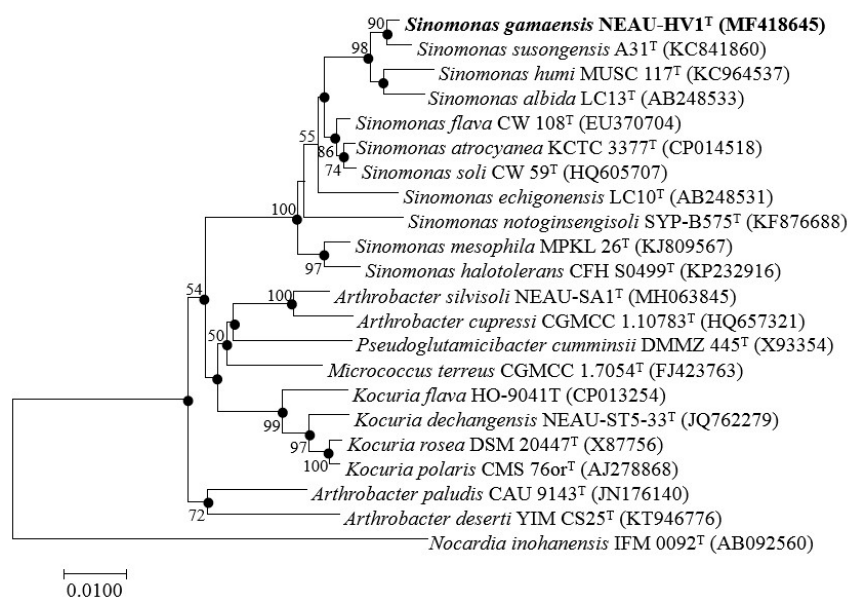 90
Sinomonas gamaensis NEAU-HV1ᵀ (MF418645)
98
Sinomonas susongensis A31ᵀ (KC841860)
Sinomonas humi MUSC 117ᵀ (KC964537)
Sinomonas albida LC13ᵀ (AB248533)
Sinomonas flava CW 108ᵀ (EU370704)
55
86
Sinomonas atrocyanea KCTC 3377ᵀ (CP014518)
74
Sinomonas soli CW 59ᵀ (HQ605707)
Sinomonas echigonensis LC10ᵀ (AB248531)
100
Sinomonas notoginsengisoli SYP-B575ᵀ (KF876688)
Sinomonas mesophila MPKL 26ᵀ (KJ809567)
97
Sinomonas halotolerans CFH S0499ᵀ (KP232916)
54
100
Arthrobacter silvisoli NEAU-SA1ᵀ (MH063845)
Arthrobacter cupressi CGMCC 1.10783ᵀ (HQ657321)
50
Pseudoglutamicibacter cumminsii DMMZ 445ᵀ (X93354)
Micrococcus terreus CGMCC 1.7054ᵀ (FJ423763)
Kocuria flava HO-9041T (CP013254)
99
Kocuria dechangensis NEAU-ST5-33ᵀ (JQ762279)
97
Kocuria rosea DSM 20447ᵀ (X87756)
100
Kocuria polaris CMS 76orᵀ (AJ278868)
Arthrobacter paludis CAU 9143ᵀ (JN176140)
72
Arthrobacter deserti YIM CS25ᵀ (KT946776)
Nocardia inohanensis IFM 0092ᵀ (AB092560)
0.0100